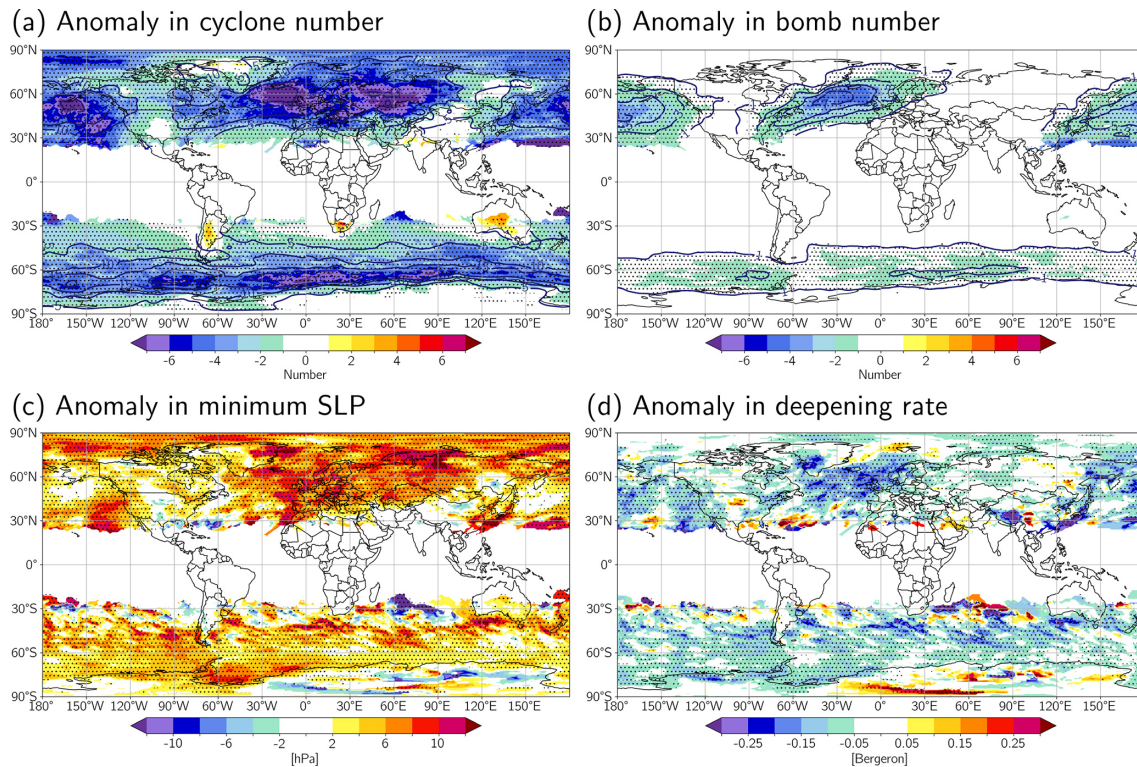 (a) Anomaly in cyclone number
90°N
60°N
30°N
0°
30°S
60°S
90°S
180° 150°W 120°W 90°W 60°W 30°W 0° 30°E 60°E 90°E 120°E 150°E
-6 -4 -2 0 2 4 6
Number
(b) Anomaly in bomb number
90°N
60°N
30°N
0°
30°S
60°S
90°S
180° 150°W 120°W 90°W 60°W 30°W 0° 30°E 60°E 90°E 120°E 150°E
-6 -4 -2 0 2 4 6
Number
(c) Anomaly in minimum SLP
90°N
60°N
30°N
0°
30°S
60°S
90°S
180° 150°W 120°W 90°W 60°W 30°W 0° 30°E 60°E 90°E 120°E 150°E
-10 -6 -2 2 6 10
[hPa]
(d) Anomaly in deepening rate
90°N
60°N
30°N
0°
30°S
60°S
90°S
180° 150°W 120°W 90°W 60°W 30°W 0° 30°E 60°E 90°E 120°E 150°E
-0.25 -0.15 -0.05 0.05 0.15 0.25
[Bergeron]